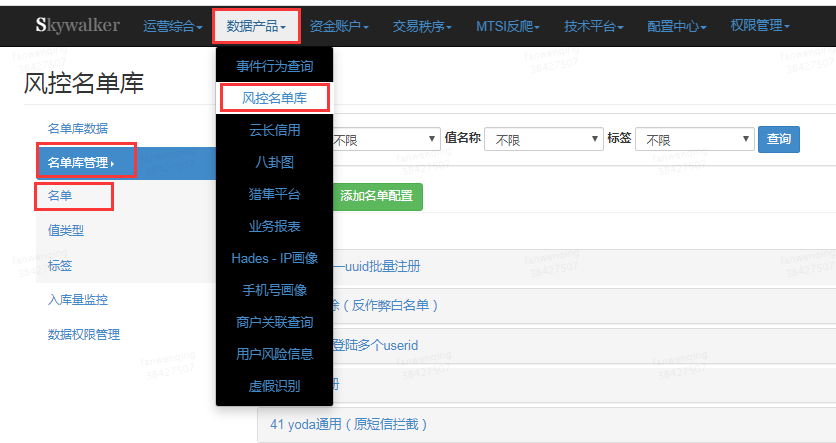 Skywalker 运营综合 数据产品 资金账户 交易秩序 MTSI反爬 技术平台 配置中心 权限管理
风控名单库
事件行为查询
风控名单库
云长信用
八卦图
猎隼平台
业务报表
Hades - IP画像
手机号画像
商户关联查询
用户风险信息
虚假识别
名单库数据
名单库管理
名单
值类型
标签
入库量监控
数据权限管理
不限 值名称 不限 标签 不限 查询
添加名单配置
—uuid批量注册
除（反作弊白名单）
登陆多个userid
册
41 yoda通用（原短信拦截）
fanwenqing
38427507